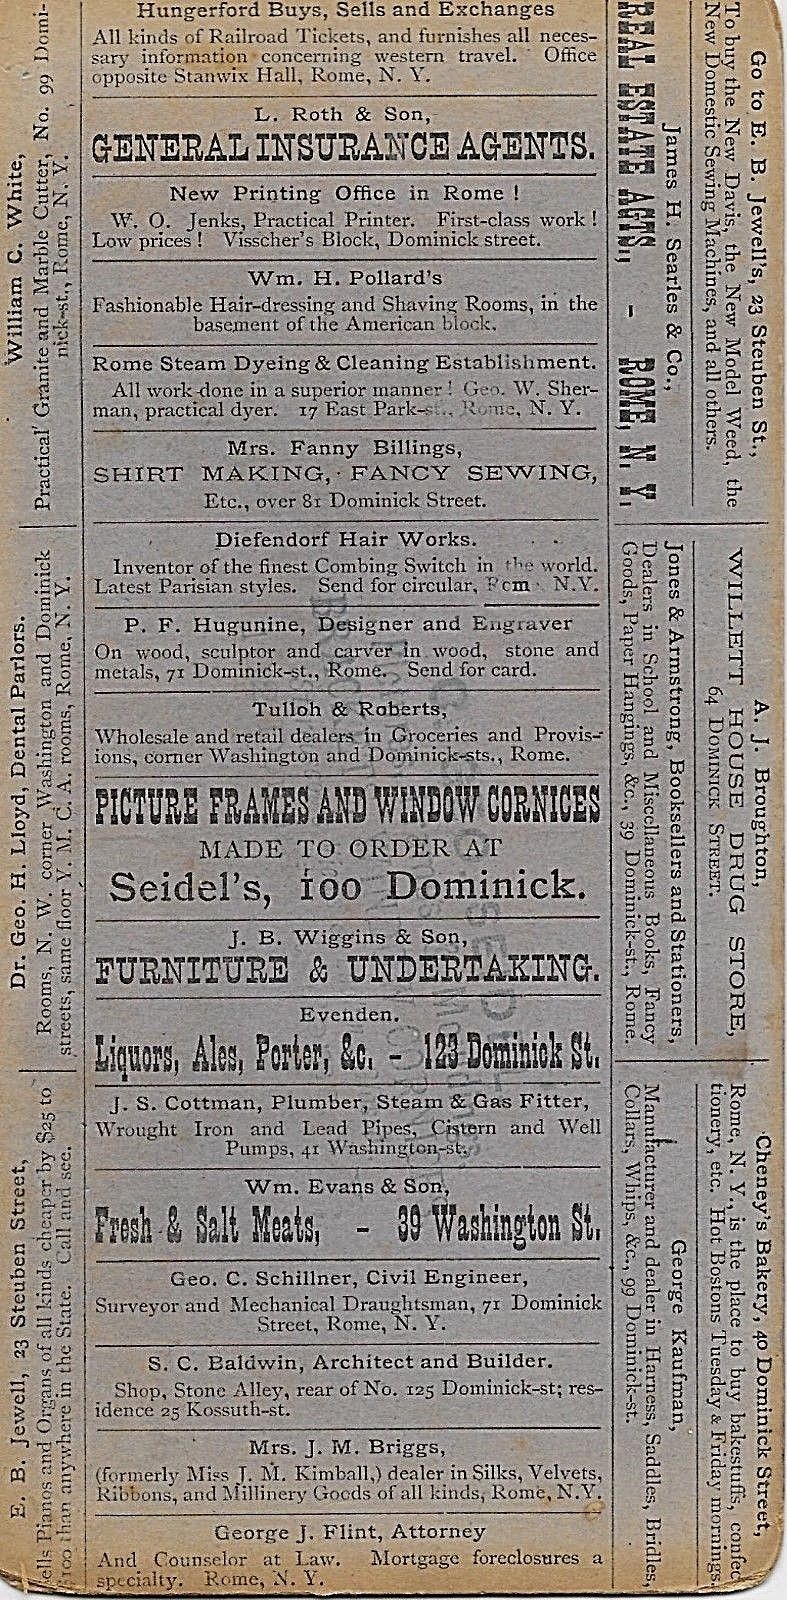 Hungerford Buys, Sells and Exchanges
All kinds of Railroad Tickets, and furnishes all neces-
sary information concerning western travel. Office
opposite Stanwix Hall, Rome, N. Y.
L. Roth & Son,
GENERAL INSURANCE AGENTS.
New Printing Office in Rome !
W. O. Jenks, Practical Printer. First-class work !
Low prices ! Visscher's Block, Dominick street.
Wm. H. Pollard's
Fashionable Hair-dressing and Shaving Rooms, in the
basement of the American block.
Rome Steam Dyeing & Cleaning Establishment.
All work done in a superior manner ! Geo. W. Sher-
man, practical dyer. 17 East Park-st., Rome, N. Y.
Mrs. Fanny Billings,
SHIRT MAKING, FANCY SEWING,
Etc., over 81 Dominick Street.
Diefendorf Hair Works.
Inventor of the finest Combing Switch in the world.
Latest Parisian styles. Send for circular, N.Y.
P. F. Hugunine, Designer and Engraver
On wood, sculptor and carver in wood, stone and
metals, 71 Dominick-st., Rome. Send for card.
Tulloh & Roberts,
Wholesale and retail dealers in Groceries and Provis-
ions, corner Washington and Dominick-sts., Rome.
PICTURE FRAMES AND WINDOW CORNICES
MADE TO ORDER AT
Seidel's, 100 Dominick.
J. B. Wiggins & Son,
FURNITURE & UNDERTAKING.
Evenden.
Liquors, Ales, Porter, &c. - 123 Dominick St.
J. S. Cottman, Plumber, Steam & Gas Fitter,
Wrought Iron and Lead Pipes, Cistern and Well
Pumps, 41 Washington-st.
Wm. Evans & Son,
Fresh & Salt Meats, - 39 Washington St.
Geo. C. Schillner, Civil Engineer,
Surveyor and Mechanical Draughtsman, 71 Dominick
Street, Rome, N. Y.
S. C. Baldwin, Architect and Builder.
Shop, Stone Alley, rear of No. 125 Dominick-st; res-
idence 25 Kossuth-st.
Mrs. J. M. Briggs,
(formerly Miss J. M. Kimball,) dealer in Silks, Velvets,
Ribbons, and Millinery Goods of all kinds, Rome, N.Y.
George J. Flint, Attorney
And Counselor at Law. Mortgage foreclosures a
specialty. Rome, N. Y.
William C. White,
Practical Granite and Marble Cutter, No. 99 Domi-
nick-st., Rome, N. Y.
Dr. Geo. H. Lloyd, Dental Parlors.
Rooms, N. W. corner Washington and Dominick
streets, same floor Y. M. C. A. rooms, Rome, N. Y.
E. B. Jewell, 23 Steuben Street,
ells Pianos and Organs of all kinds cheaper by $25 to
$100 than anywhere in the State. Call and see.
Go to E. B. Jewell's, 23 Steuben St.,
To buy the New Davis, the New Model Weed, the
New Domestic Sewing Machines, and all others.
James H. Searles & Co.,
REAL ESTATE AGTS., - ROME, N. Y.
A. J. Broughton,
WILLETT HOUSE DRUG STORE,
64 DOMINICK STREET.
Jones & Armstrong, Booksellers and Stationers,
Dealers in School and Miscellaneous Books, Fancy
Goods, Paper Hangings, &c., 39 Dominick-st., Rome.
Cheney's Bakery, 40 Dominick Street,
Rome, N. Y., is the place to buy bakestuffs, confec
tionery, etc. Hot Bostons Tuesday & Friday mornings.
George Kaufman,
Manufacturer and dealer in Harness, Saddles, Bridles,
Collars, Whips, &c., 99 Dominick-st.